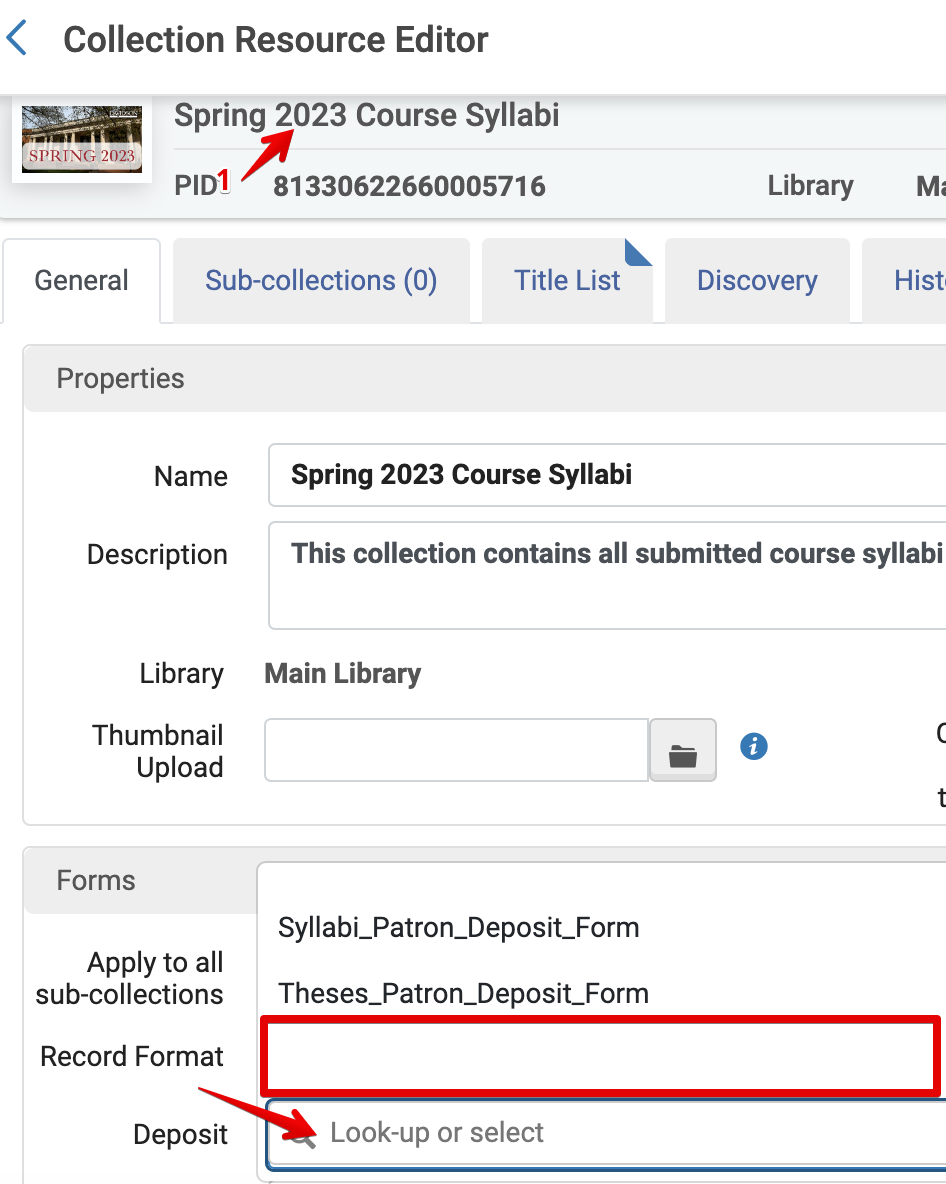 Collection Resource Editor
SPRING 2023
Spring 2023 Course Syllabi
PID
1
81330622660005716
Library
Ma
General
Sub-collections (0)
Title List
Discovery
Hist
Properties
Name
Spring 2023 Course Syllabi
Description
This collection contains all submitted course syllabi
Library
Main Library
Thumbnail
Upload
i
t
Forms
Syllabi_Patron_Deposit_Form
Apply to all
sub-collections
Theses_Patron_Deposit_Form
Record Format
Deposit
Look-up or select